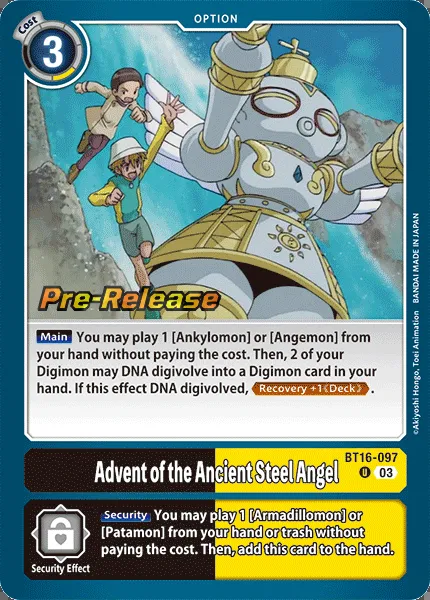 OPTION
Cost
3
Pre-Release
Main You may play 1 [Ankylomon] or [Angemon] from
your hand without paying the cost. Then, 2 of your
Digimon may DNA digivolve into a Digimon card in your
hand. If this effect DNA digivolved, Recovery +1《Deck》.
©Akiyoshi Hongo, Toei Animation BANDAI MADE IN JAPAN
BT16-097
Advent of the Ancient Steel Angel
U 03
Security You may play 1 [Armadillomon] or
[Patamon] from your hand or trash without
paying the cost. Then, add this card to the hand.
Security Effect